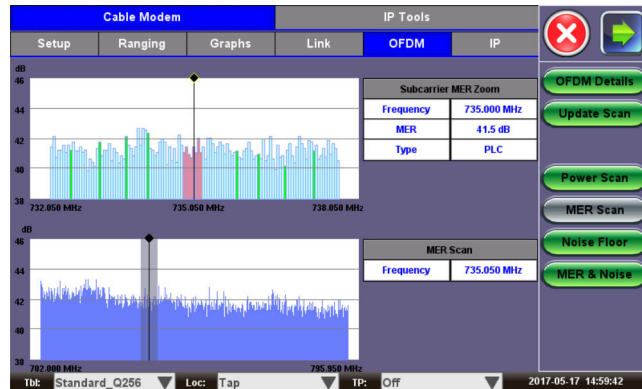 Cable Modem
IP Tools
Setup
Ranging
Graphs
Link
OFDM
IP
dB
46
44
42
40
38
732.050 MHz
735.050 MHz
738.050 MHz
Subcarrier MER Zoom
Frequency 735.000 MHz
MER 41.5 dB
Type PLC
dB
46
44
42
40
38
702.000 MHz
795.950 MHz
MER Scan
Frequency 735.050 MHz
OFDM Details
Update Scan
Power Scan
MER Scan
Noise Floor
MER & Noise
Tbl: Standard_Q256
Loc: Tap
TP: Off
2017-05-17 14:59:42